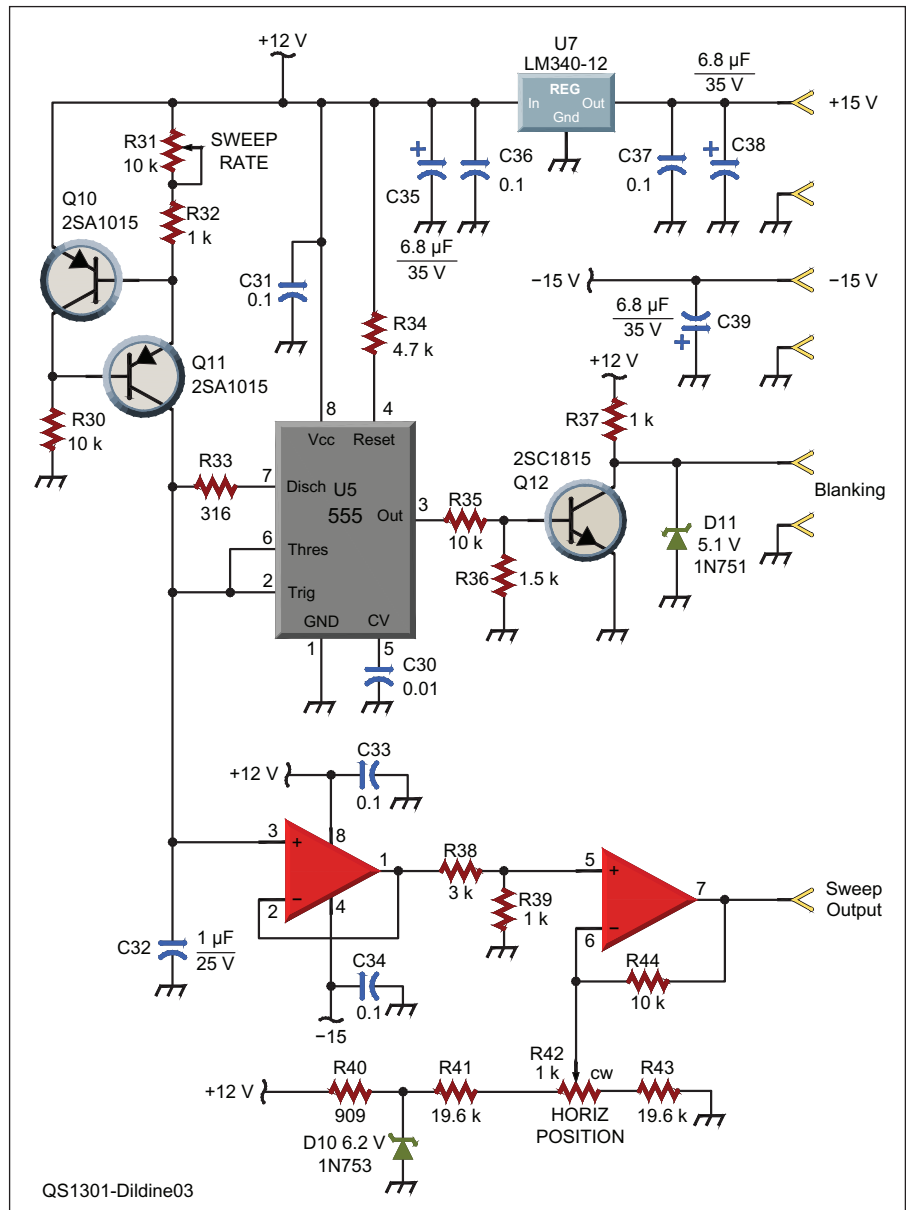 +12 V
U7
LM340-12
REG
In Out
Gnd
6.8 µF
35 V
+15 V
R31
10 k
SWEEP
RATE
C35
C36
0.1
C37
0.1
C38
6.8 µF
35 V
Q10
2SA1015
R32
1 k
C31
0.1
R34
4.7 k
−15 V
−15 V
6.8 µF
35 V
C39
Q11
2SA1015
R30
10 k
+12 V
R37
1 k
8
4
Vcc
Reset
R33
316
7
Disch
U5
555
Out
3
6
Thres
2
Trig
GND
CV
1
5
C30
0.01
R35
10 k
R36
1.5 k
2SC1815
Q12
D11
5.1 V
1N751
Blanking
+12 V
C33
0.1
3
+
8
1
2
−
4
C34
0.1
−15
C32
1 µF
25 V
R38
3 k
R39
1 k
5
+
7
6
−
Sweep
Output
R44
10 k
R42
1 k
cw
HORIZ
POSITION
R43
19.6 k
+12 V
R40
909
R41
19.6 k
D10 6.2 V
1N753
QS1301-Dildine03
+
+
+